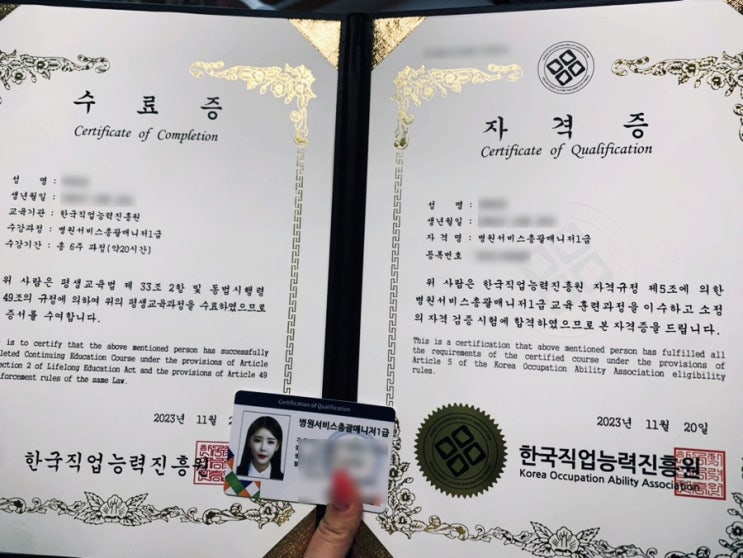 수 료 증
Certificate of Completion
성 명 :
생년월일 :
교육기관 : 한국직업능력진흥원
수강과정 : 병원서비스총괄매니저1급
수강기간 : 총 6주 과정(약20시간)
위 사람은 평생교육법 제 33조 2항 및 동법시행령
49조의 규정에 의하여 위의 평생교육과정을 수료하였으므로
증서를 수여합니다.
is to certify that the above mentioned person has successfully
leted Continuing Education Course under the provisions of Article
ection 2 of Lifelong Education Act and the provisions of Article 49
forcement rules of the same Law.
2023년 11월 2
한국직업능력진흥원
자 격 증
Certificate of Qualification
성 명 :
생년월일 :
자 격 명 : 병원서비스총괄매니저1급
등록번호 :
위 사람은 한국직업능력진흥원 자격규정 제5조에 의한
병원서비스총괄매니저1급 교육 훈련과정을 이수하고 소정
의 자격 검증시험에 합격하였으므로 본 자격증을 드립니다.
This is a certification that above mentioned person has fulfilled all
the requirements of the certified course under the provisions of
Article 5 of the Korea Occupation Ability Association eligibility
rules.
2023년 11월 20일
한국직업능력진흥원
Korea Occupation Ability Association
Certification of Qualification
병원서비스총괄매니저1급